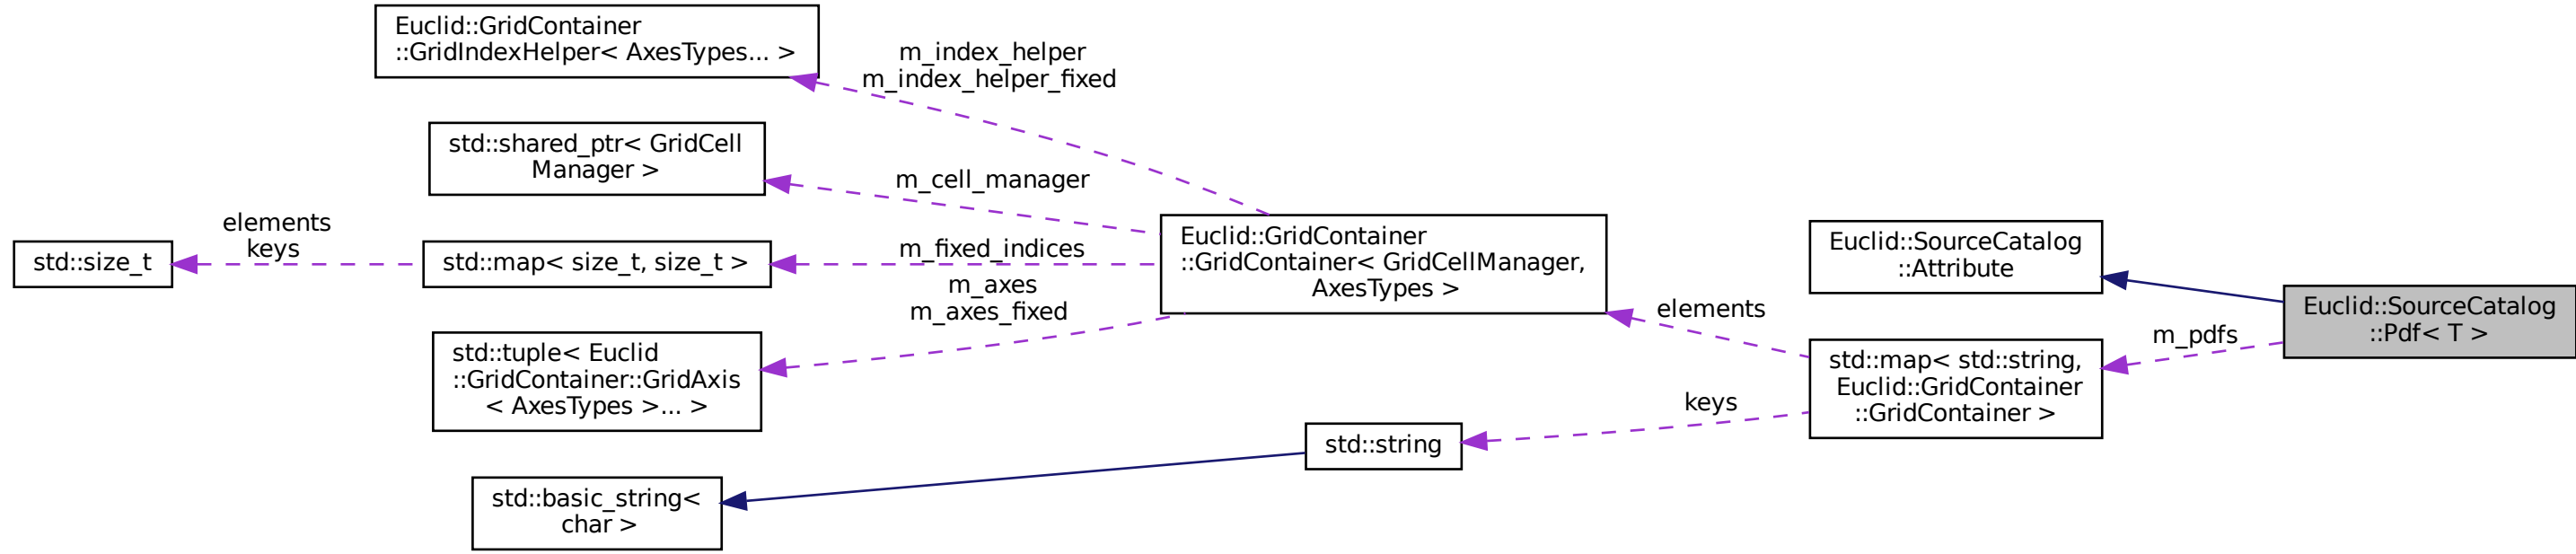 Euclid::GridContainer
::GridIndexHelper< AxesTypes... >
m_index_helper
m_index_helper_fixed
std::shared_ptr< GridCell
Manager >
m_cell_manager
elements
keys
std::size_t
std::map< size_t, size_t >
m_fixed_indices
m_axes
m_axes_fixed
Euclid::GridContainer
::GridContainer< GridCellManager,
AxesTypes >
Euclid::SourceCatalog
::Attribute
Euclid::SourceCatalog
::Pdf< T >
elements
m_pdfs
std::tuple< Euclid
::GridContainer::GridAxis
< AxesTypes >... >
std::map< std::string,
Euclid::GridContainer
::GridContainer >
keys
std::string
std::basic_string<
char >